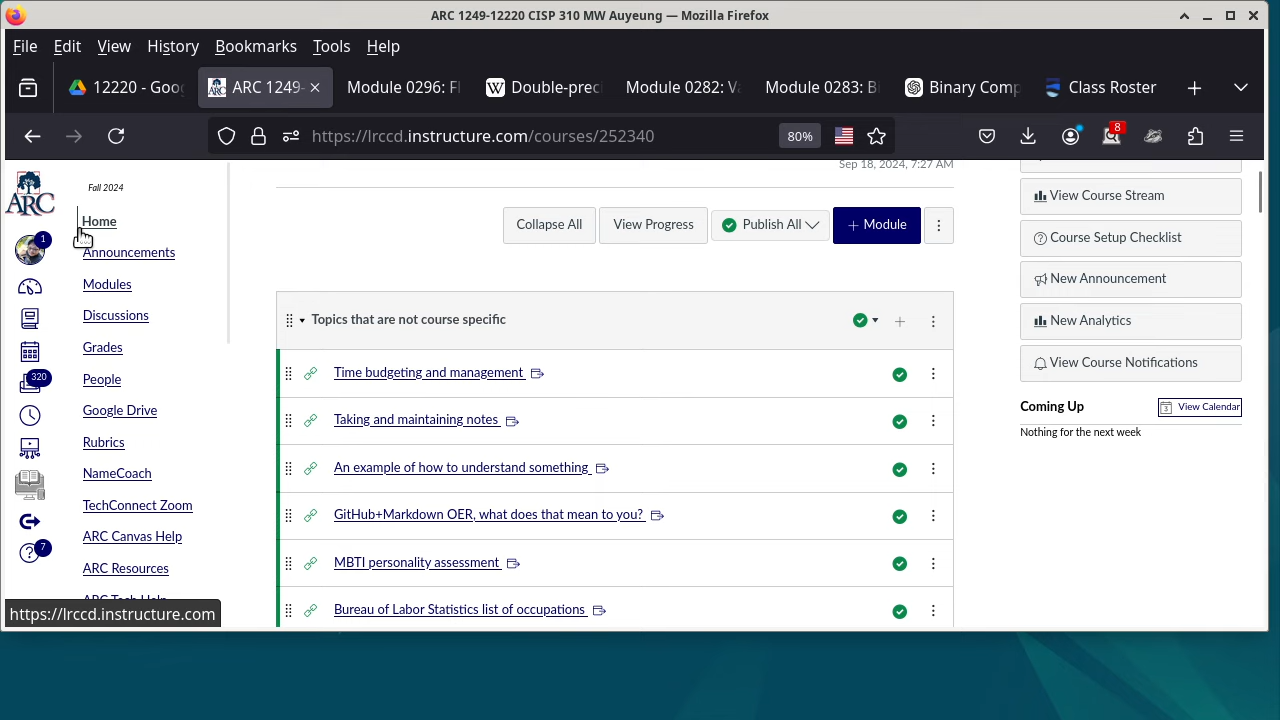 ARC 1249-12220 CISP 310 MW Auyeung — Mozilla Firefox
File Edit View History Bookmarks Tools Help
12220 - Goo ARC 1249- Module 0296: Fl Double-prec Module 0282: Va Module 0283: Bi Binary Comp Class Roster
https://lrccd.instructure.com/courses/252340 80% 8
Sep 18, 2024, 7:27 AM
ARC
Fall 2024
Home
Announcements
Modules
Discussions
Grades
People
Google Drive
Rubrics
NameCoach
TechConnect Zoom
ARC Canvas Help
ARC Resources
ARC Tech Help
1
320
7
Collapse All View Progress Publish All + Module
Topics that are not course specific
Time budgeting and management
Taking and maintaining notes
An example of how to understand something
GitHub+Markdown OER, what does that mean to you?
MBTI personality assessment
Bureau of Labor Statistics list of occupations
View Course Stream
Course Setup Checklist
New Announcement
New Analytics
View Course Notifications
Coming Up 3 View Calendar
Nothing for the next week
https://lrccd.instructure.com